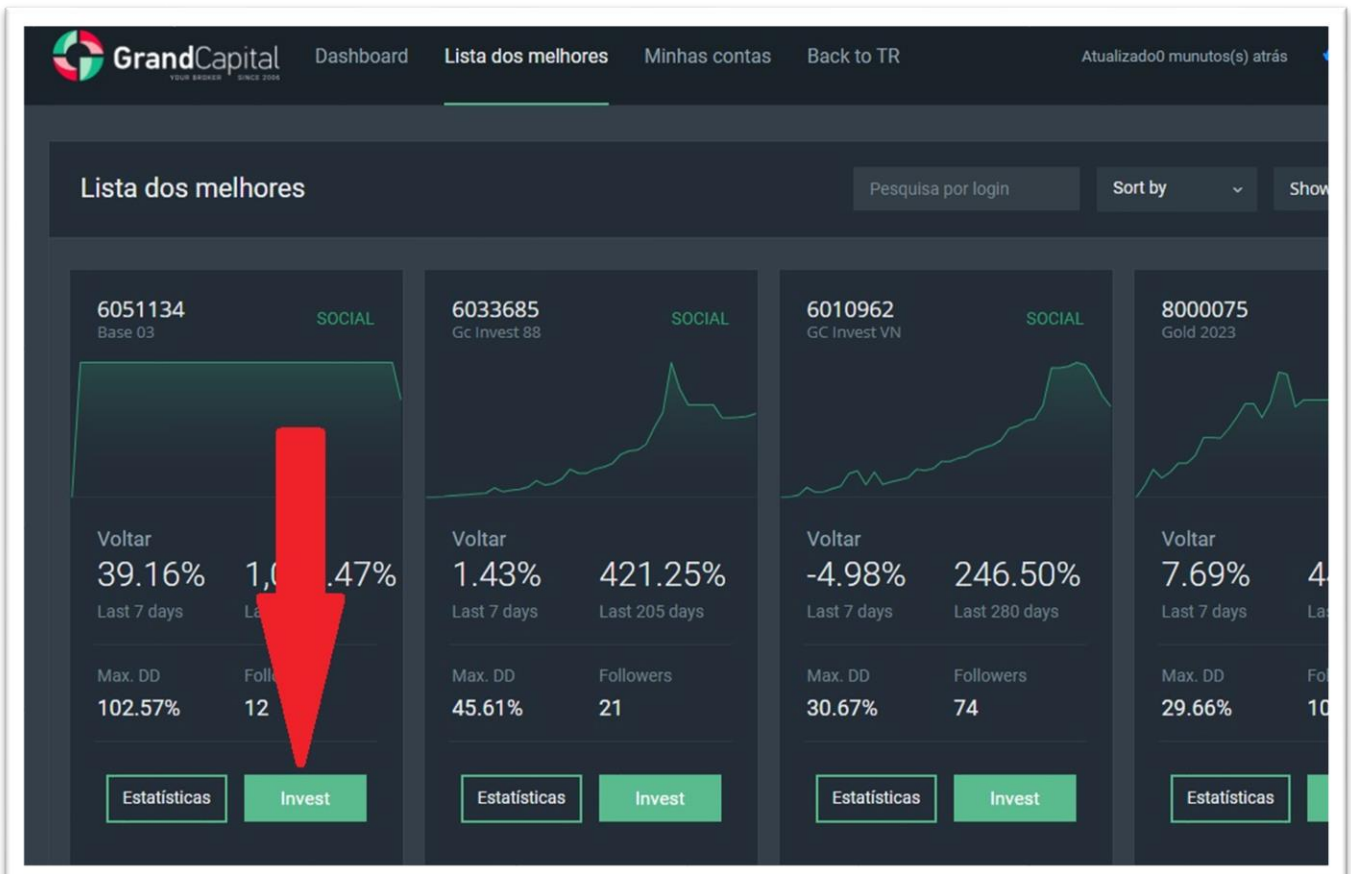 GrandCapital
YOUR BROKER SINCE 2006
Dashboard
Lista dos melhores
Minhas contas
Back to TR
Atualizado0 munutos(s) atrás
Lista dos melhores
Pesquisa por login
Sort by
Show
6051134
SOCIAL
Base 03
Voltar
39.16%
Last 7 days
Max. DD
102.57%
12
Estatísticas
Invest
6033685
SOCIAL
Gc Invest 88
Voltar
1.43%
421.25%
Last 7 days
Last 205 days
Max. DD
Followers
45.61%
21
Estatísticas
Invest
6010962
SOCIAL
GC Invest VN
Voltar
-4.98%
246.50%
Last 7 days
Last 280 days
Max. DD
Followers
30.67%
74
Estatísticas
Invest
8000075
Gold 2023
Voltar
7.69%
Last 7 days
Max. DD
29.66%
Estatísticas